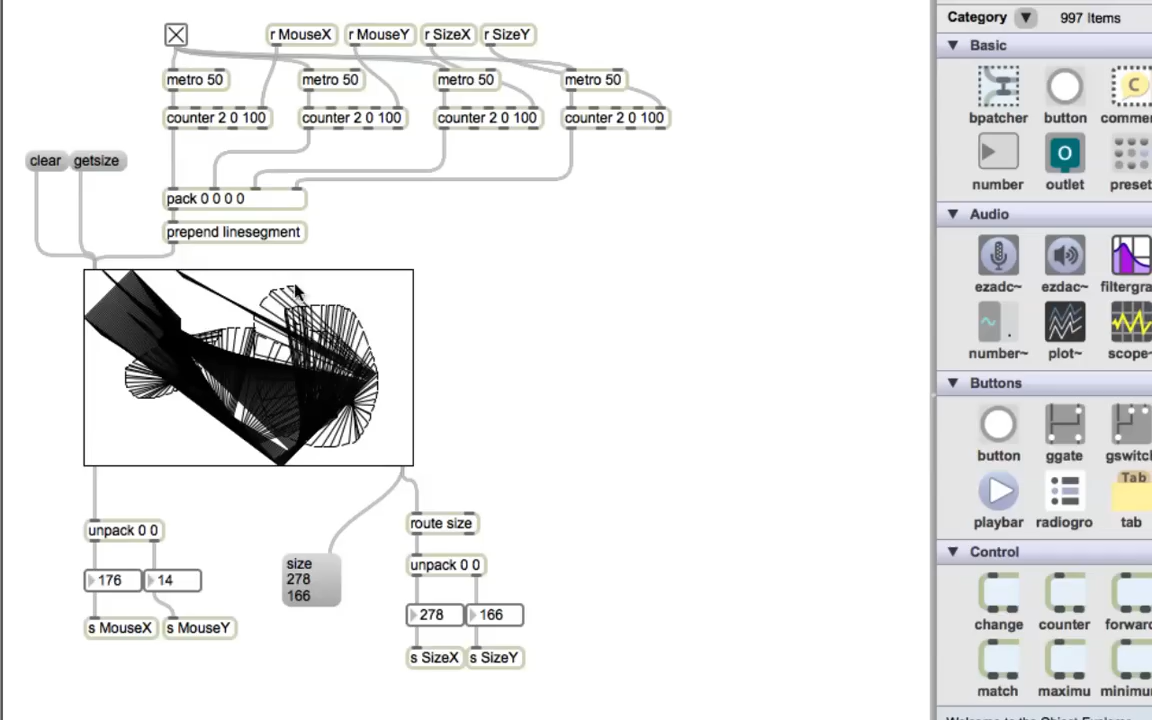 r MouseX r MouseY r SizeX r SizeY
metro 50 metro 50 metro 50 metro 50
counter 2 0 100 counter 2 0 100 counter 2 0 100 counter 2 0 100
clear getsize
pack 0 0 0 0
prepend linesegment
unpack 0 0
176 14
s MouseX s MouseY
size
278
166
route size
unpack 0 0
278 166
s SizeX s SizeY
Category 997 Items
Basic
C
bpatcher button comme
number outlet preset
Audio
ezadc~ ezdac~ filtergra
number~ plot~ scope~
Buttons
button ggate gswitc
Tab
playbar radiogro tab
Control
change counter forward
match maximu minimu